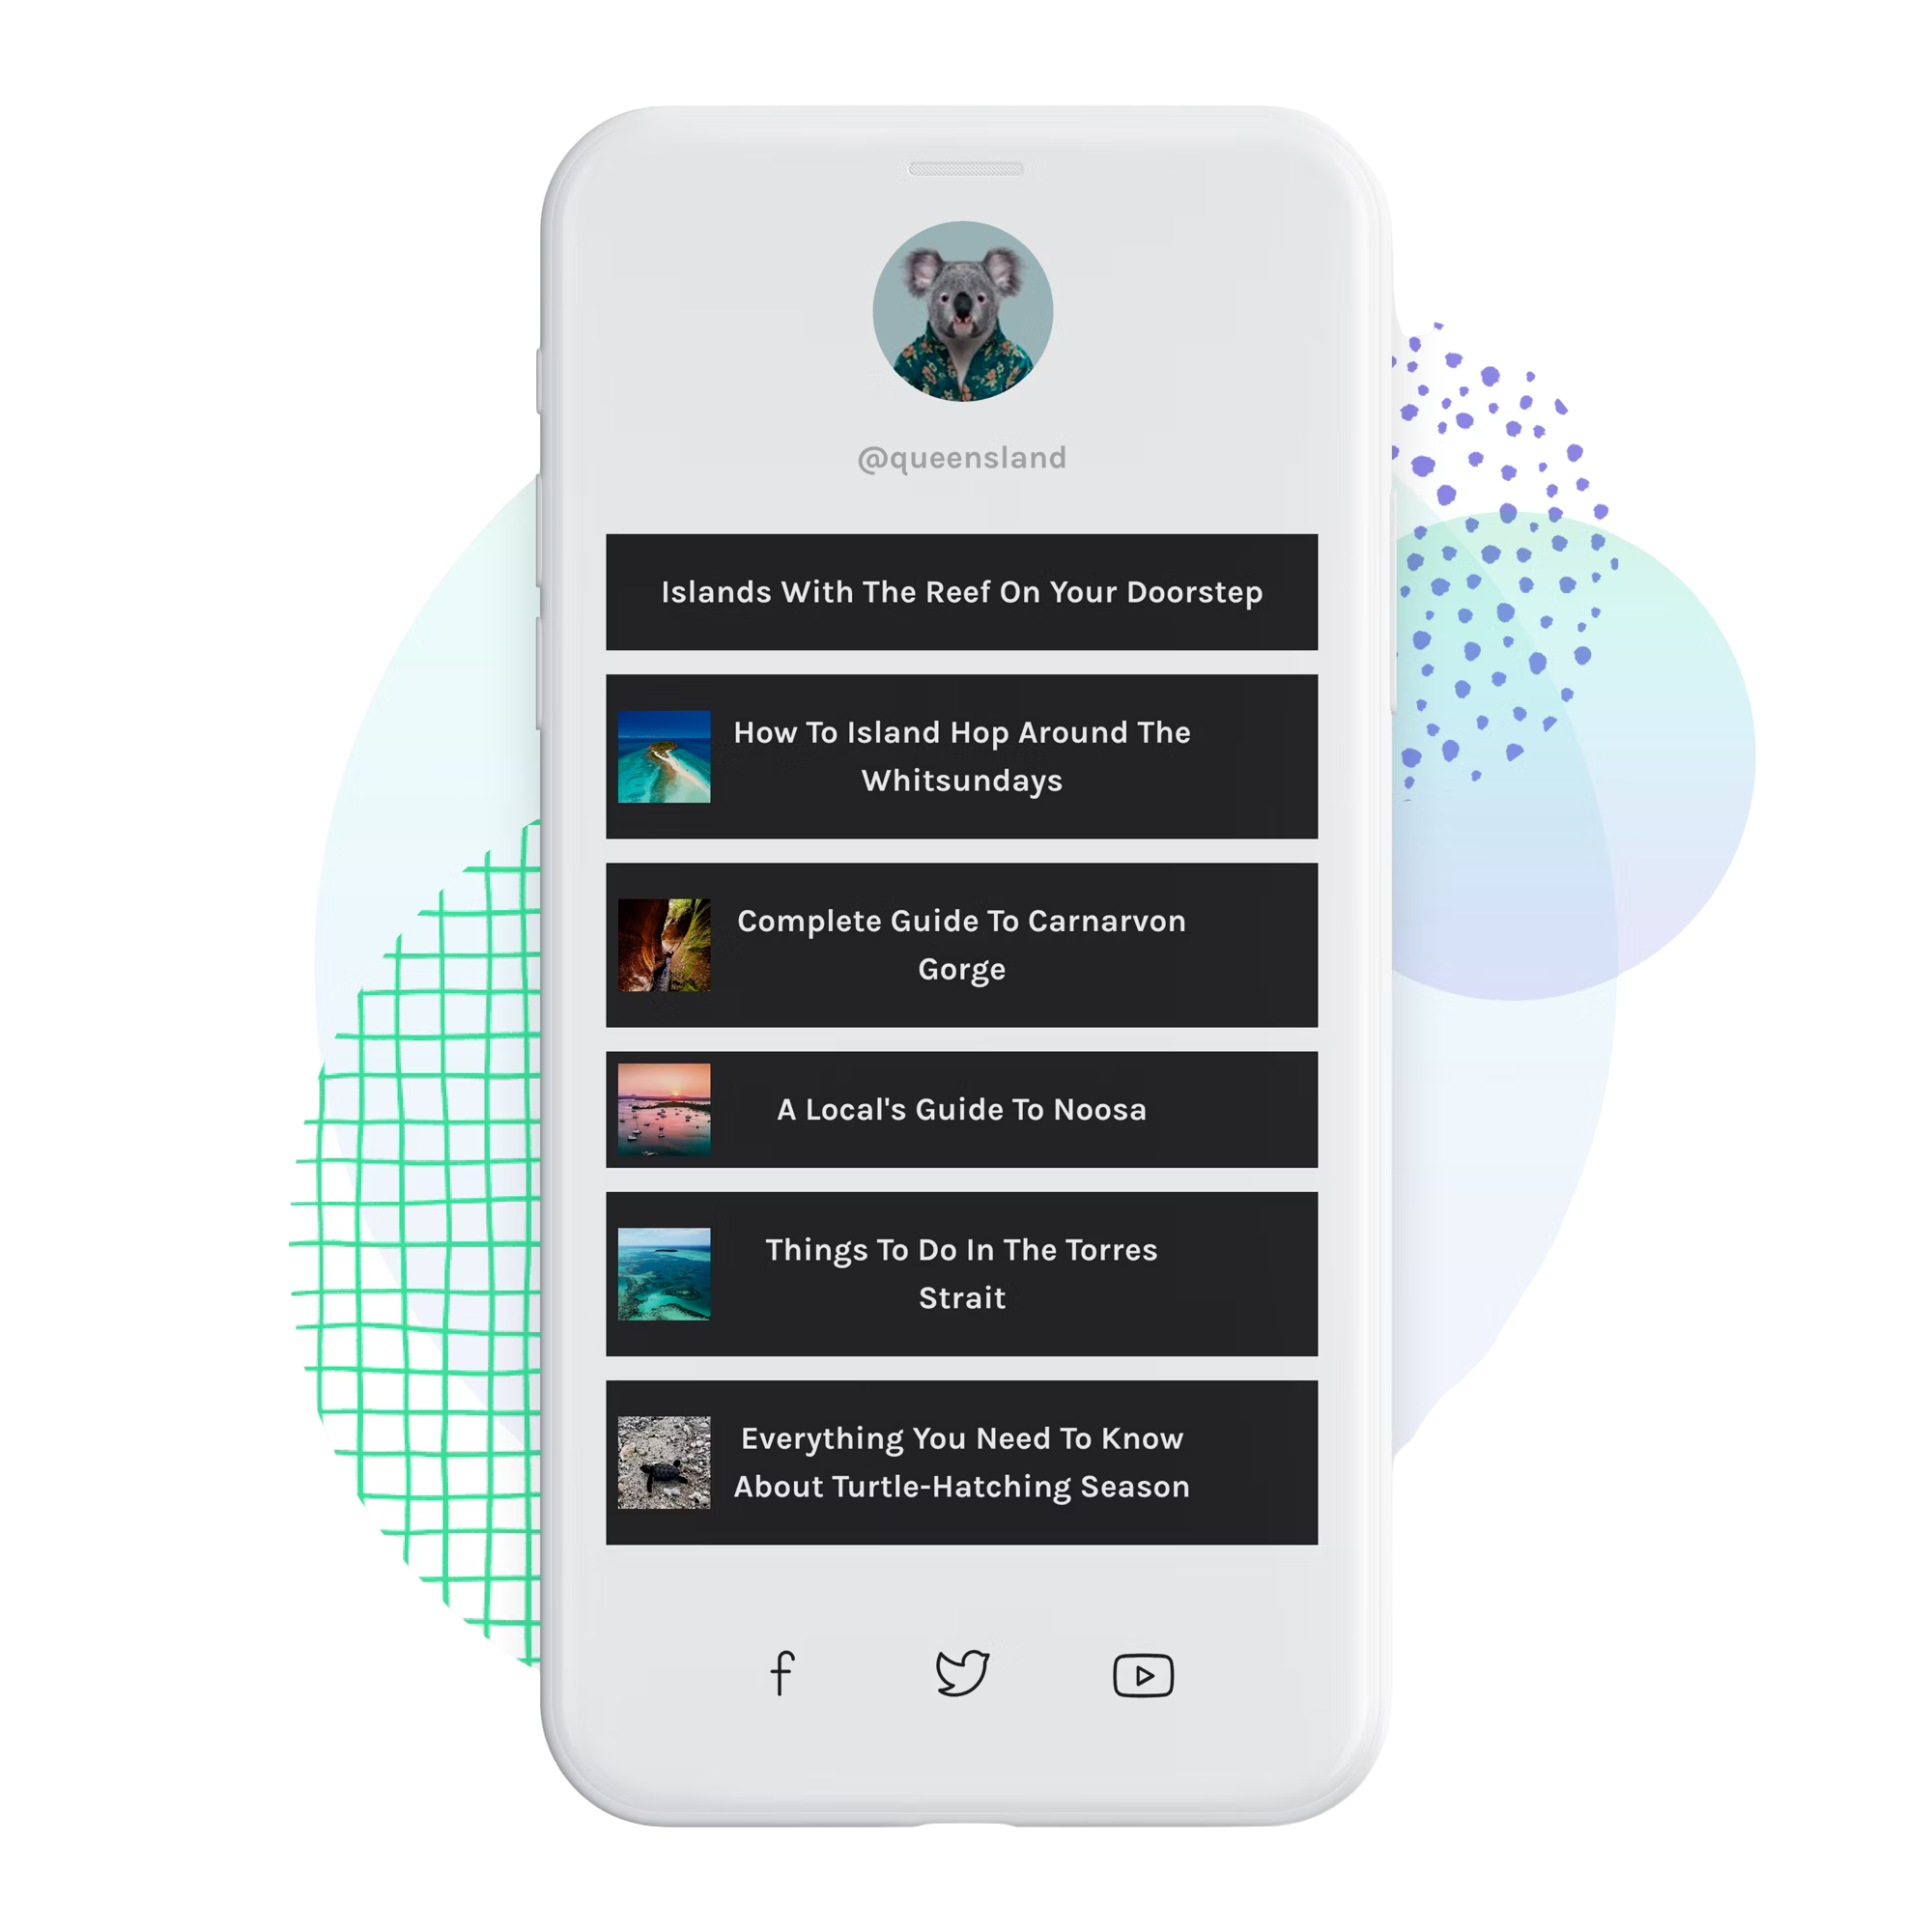 @queensland
Islands With The Reef On Your Doorstep
How To Island Hop Around The
Whitsundays
Complete Guide To Carnarvon
Gorge
A Local's Guide To Noosa
Things To Do In The Torres
Strait
Everything You Need To Know
About Turtle-Hatching Season